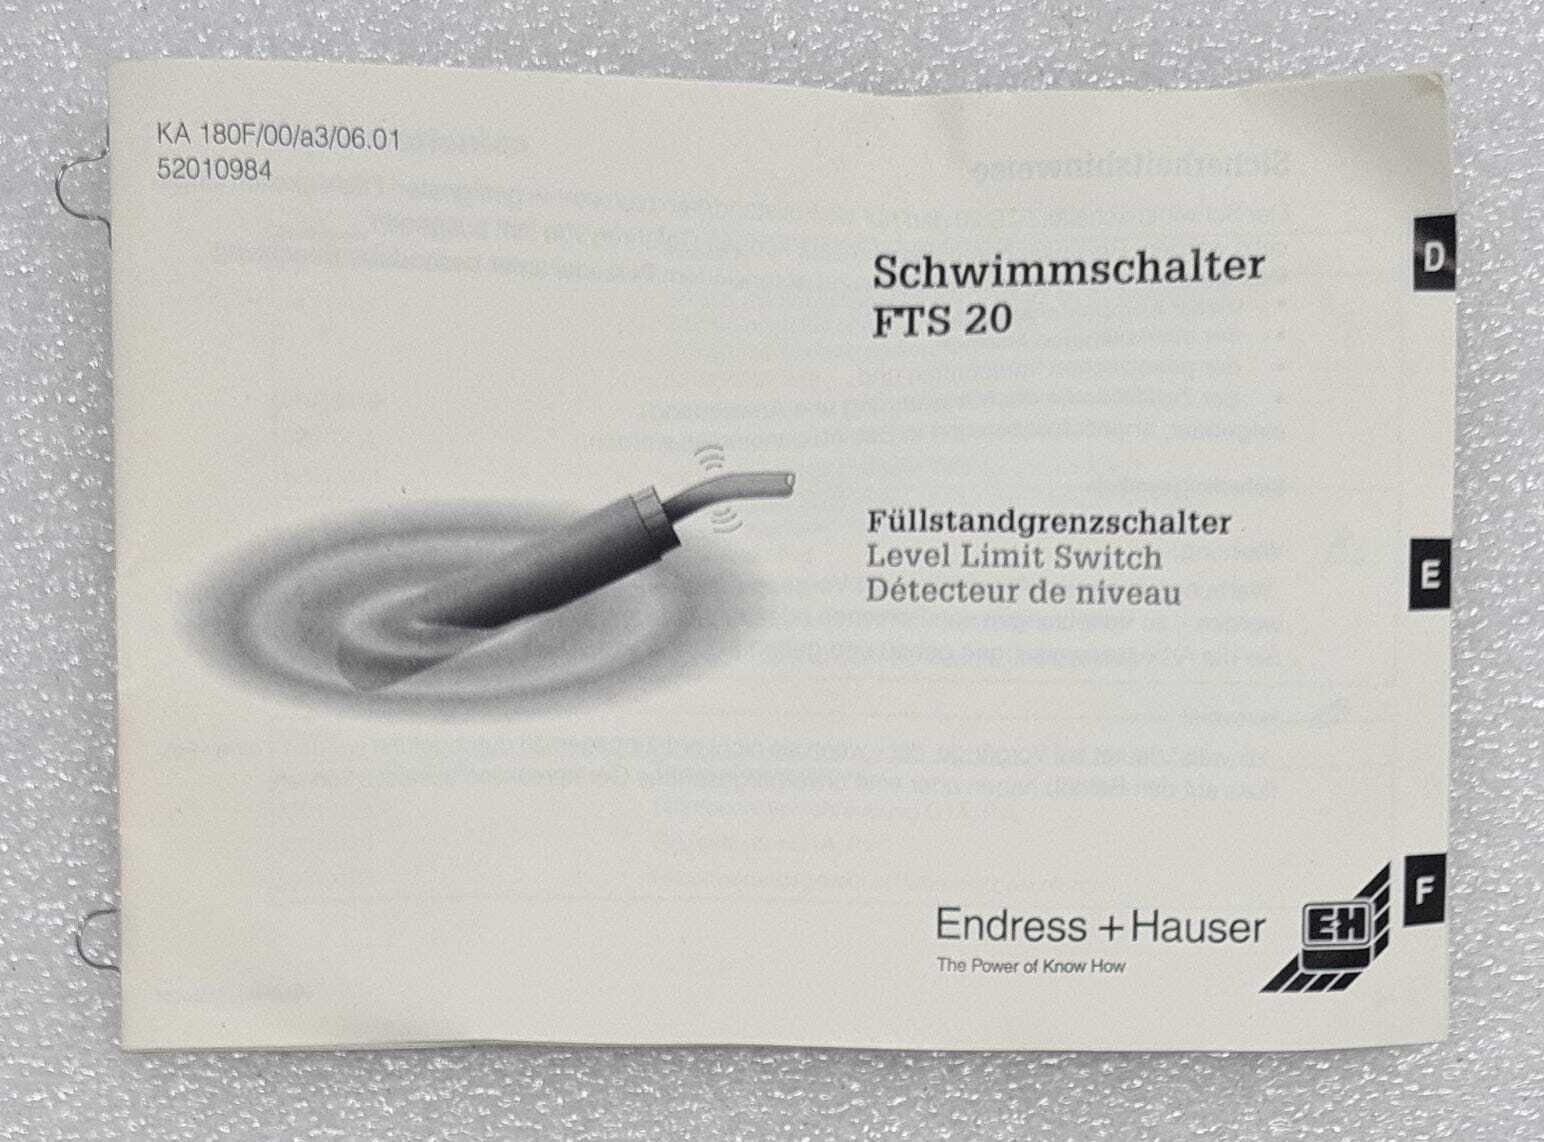 KA 180F/00/a3/06.01
52010984
Schwimmschalter
FTS 20
D
Füllstandgrenzschalter
Level Limit Switch
Détecteur de niveau
E
Endress+Hauser
The Power of Know How
E+H
F
Sicherheitshinweise